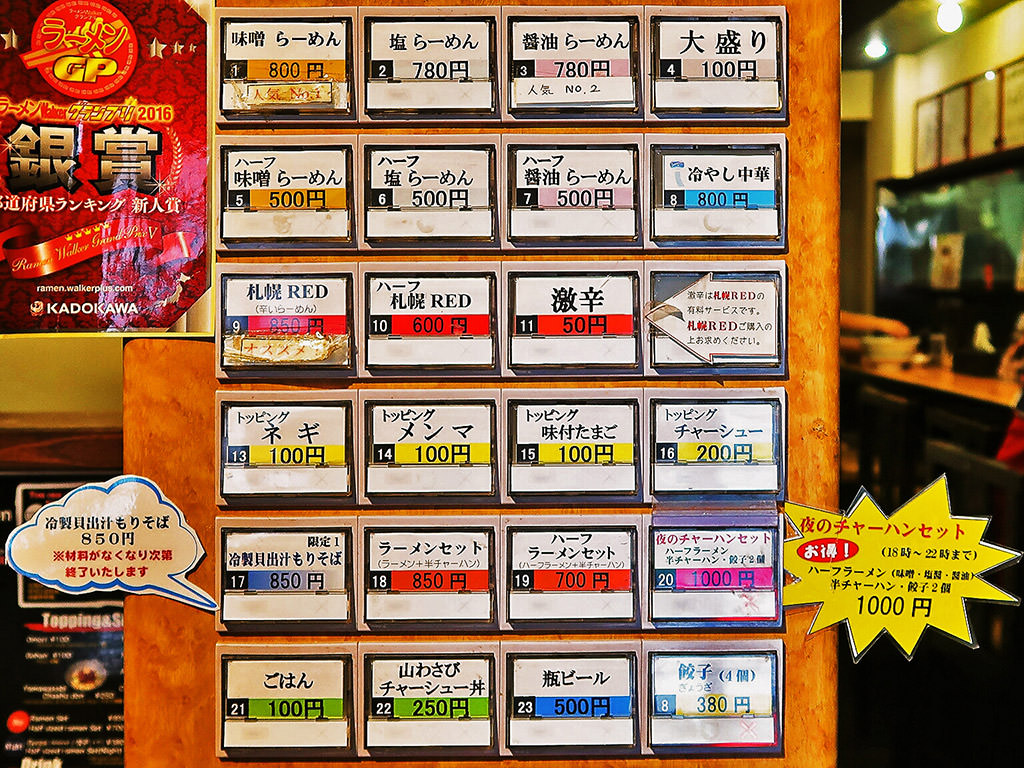 ラーメン
GP
ラーメンWalkerグランプリ2016
銀賞
道府県ランキング 新人賞
Ramen Walker Grand Prix V
ramen.walkerplus.com
KADOKAWA
味噌 らーめん
1 800円
人気 No.1
塩 らーめん
2 780円
醤油 らーめん
3 780円
人気 NO.2
大盛り
4 100円
ハーフ
味噌 らーめん
5 500円
ハーフ
塩 らーめん
6 500円
ハーフ
醤油 らーめん
7 500円
冷やし中華
8 800円
札幌 RED
(辛いらーめん)
9 850円
オススメ
ハーフ
札幌 RED
10 600円
激辛
11 50円
激辛は札幌REDの
有料サービスです。
札幌REDご購入の
上お求めください。
トッピング
ネギ
13 100円
トッピング
メンマ
14 100円
トッピング
味付たまご
15 100円
トッピング
チャーシュー
16 200円
冷製貝出汁もりそば
850円
※材料がなくなり次第
終了いたします
限定1
冷製貝出汁もりそば
17 850円
ラーメンセット
(ラーメン+半チャーハン)
18 850円
ハーフ
ラーメンセット
(ハーフラーメン+半チャーハン)
19 700円
夜のチャーハンセット
ハーフラーメン
半チャーハン・餃子2個
20 1000円
夜のチャーハンセット
お得!
(18時～22時まで)
ハーフラーメン(味噌・塩・醤油)
半チャーハン・餃子2個
1000円
ごはん
21 100円
山わさび
チャーシュー丼
22 250円
瓶ビール
23 500円
餃子(4個)
ぎょうざ
8 380円
Topping&S
Drink